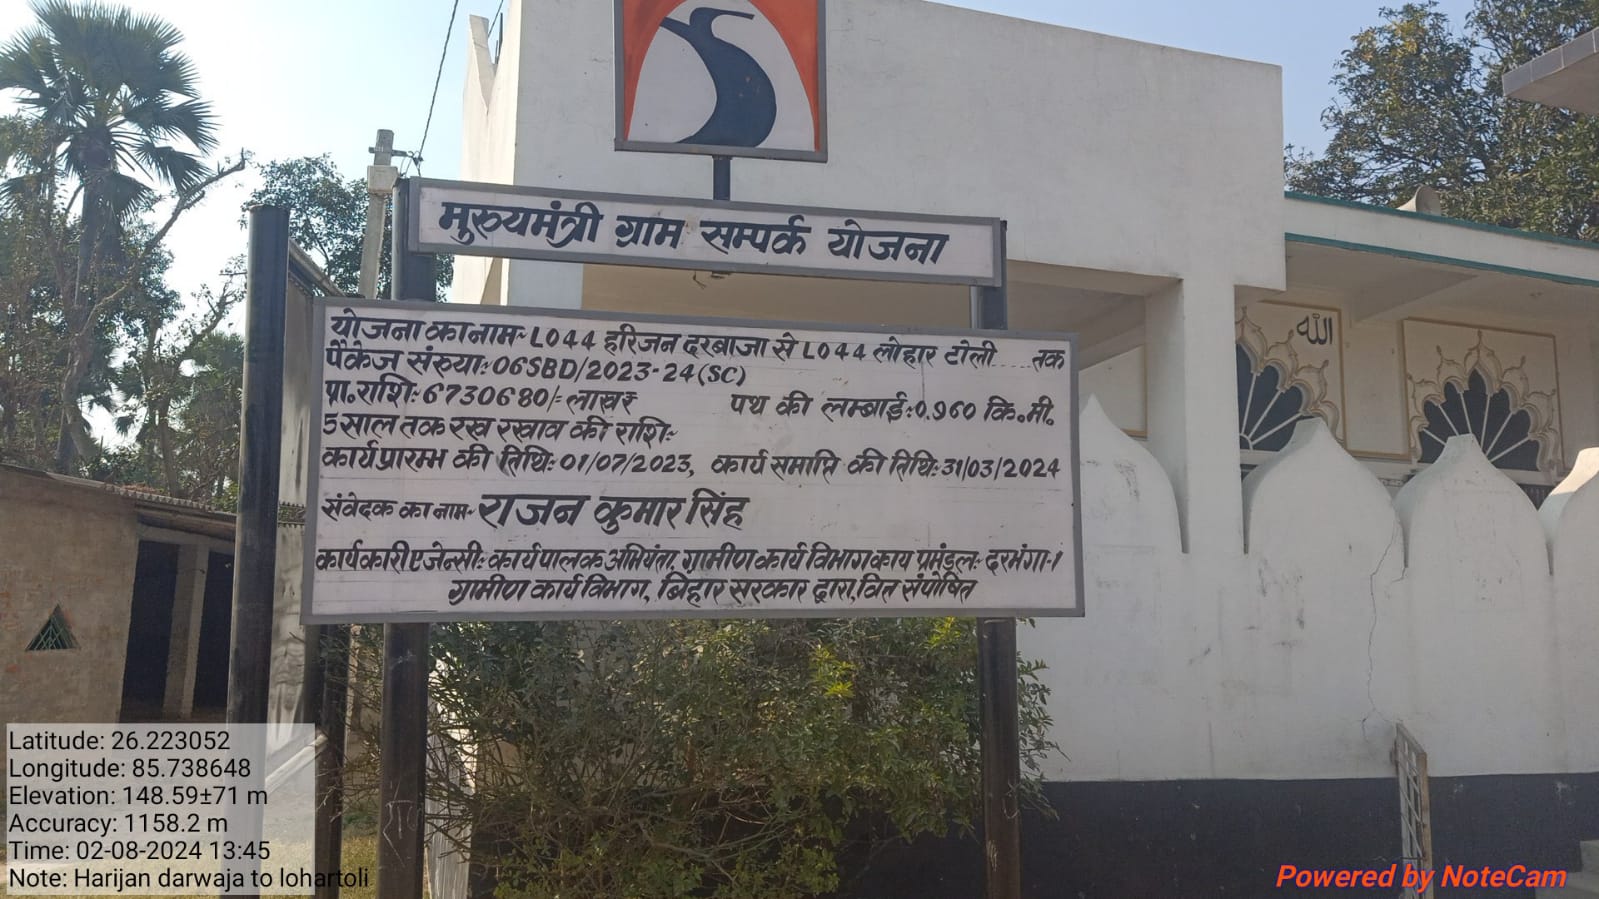 मुख्यमंत्री ग्राम सम्पर्क योजना
योजना का नाम:- L044 हरिजन दरबाजा से L044 लोहार टोली..... तक
पैकेज संख्या:- 06SBD/2023-24(SC)
प्रा. राशि:- 6730680/= लाख₹ पथ की लम्बाई:- 0.960 कि.मी.
5 साल तक रख रखाव की राशि:-
कार्य प्रारम्भ की तिथि:- 01/07/2023, कार्य समाप्ति की तिथि:- 31/03/2024
संवेदक का नाम- राजन कुमार सिंह
कार्यकारी एजेन्सी:- कार्यपालक अभियंता, ग्रामीण कार्य विभाग काय प्रमंडल:- दरभंगा-1
ग्रामीण कार्य विभाग, बिहार सरकार द्वारा, वित संपोषित
الله
Latitude: 26.223052
Longitude: 85.738648
Elevation: 148.59±71 m
Accuracy: 1158.2 m
Time: 02-08-2024 13:45
Note: Harijan darwaja to lohartoli
Powered by NoteCam